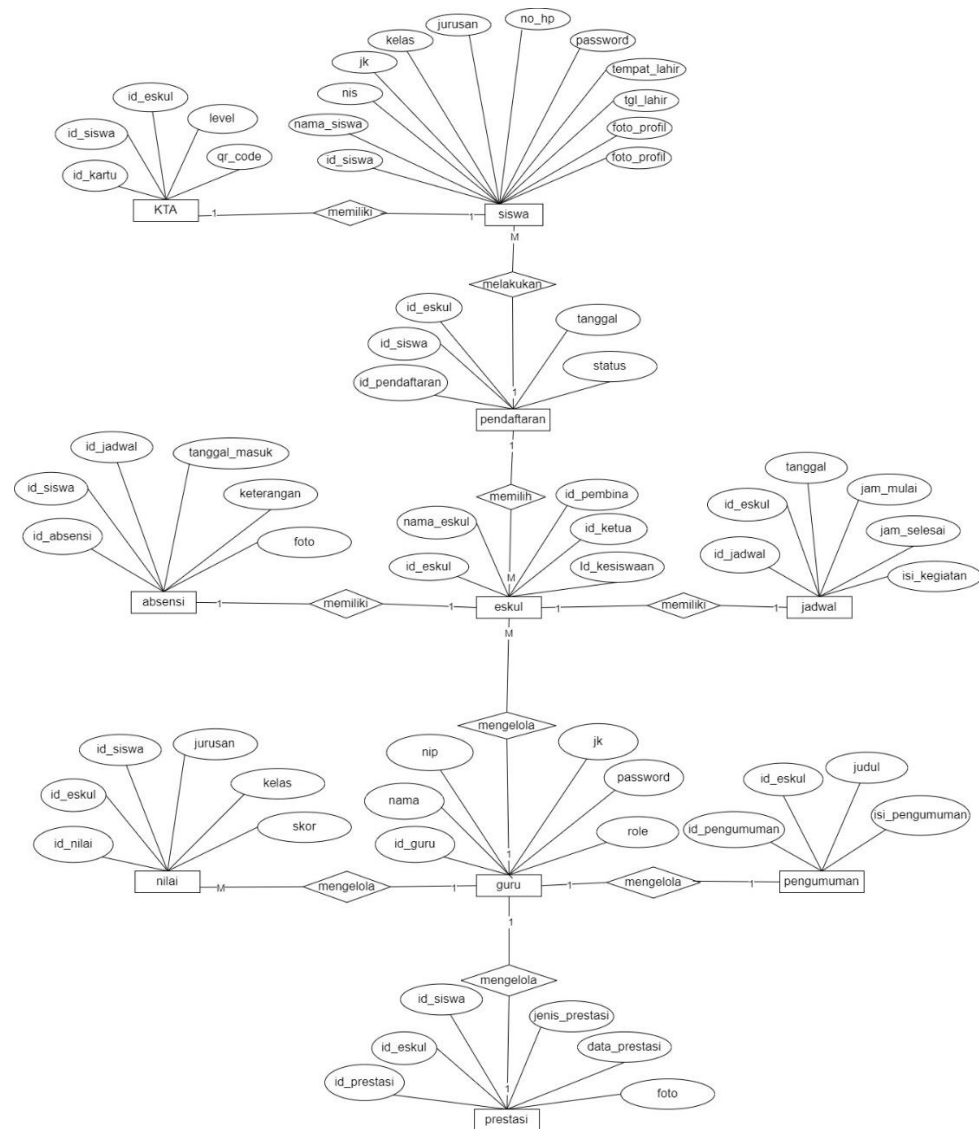 no_hp
jurusan
kelas
password
jk
tempat_lahir
id_eskul
nis
tgl_lahir
level
nama_siswa
foto_profil
id_siswa
qr_code
id_siswa
foto_profil
id_kartu
KTA
1
memiliki
1
siswa
M
melakukan
id_eskul
tanggal
id_siswa
status
id_pendaftaran
1
pendaftaran
1
id_jadwal
tanggal_masuk
tanggal
id_siswa
keterangan
memilih
id_pembina
id_eskul
jam_mulai
nama_eskul
id_ketua
id_absensi
foto
jam_selesai
id_jadwal
id_eskul
M
Id_kesiswaan
isi_kegiatan
absensi
1
memiliki
1
eskul
1
memiliki
1
jadwal
M
mengelola
id_siswa
jurusan
nip
jk
judul
id_eskul
kelas
nama
password
id_eskul
isi_pengumuman
id_nilai
skor
id_guru
role
id_pengumuman
1
nilai
M
mengelola
1
guru
1
mengelola
1
pengumuman
1
mengelola
id_siswa
jenis_prestasi
id_eskul
data_prestasi
id_prestasi
foto
1
prestasi